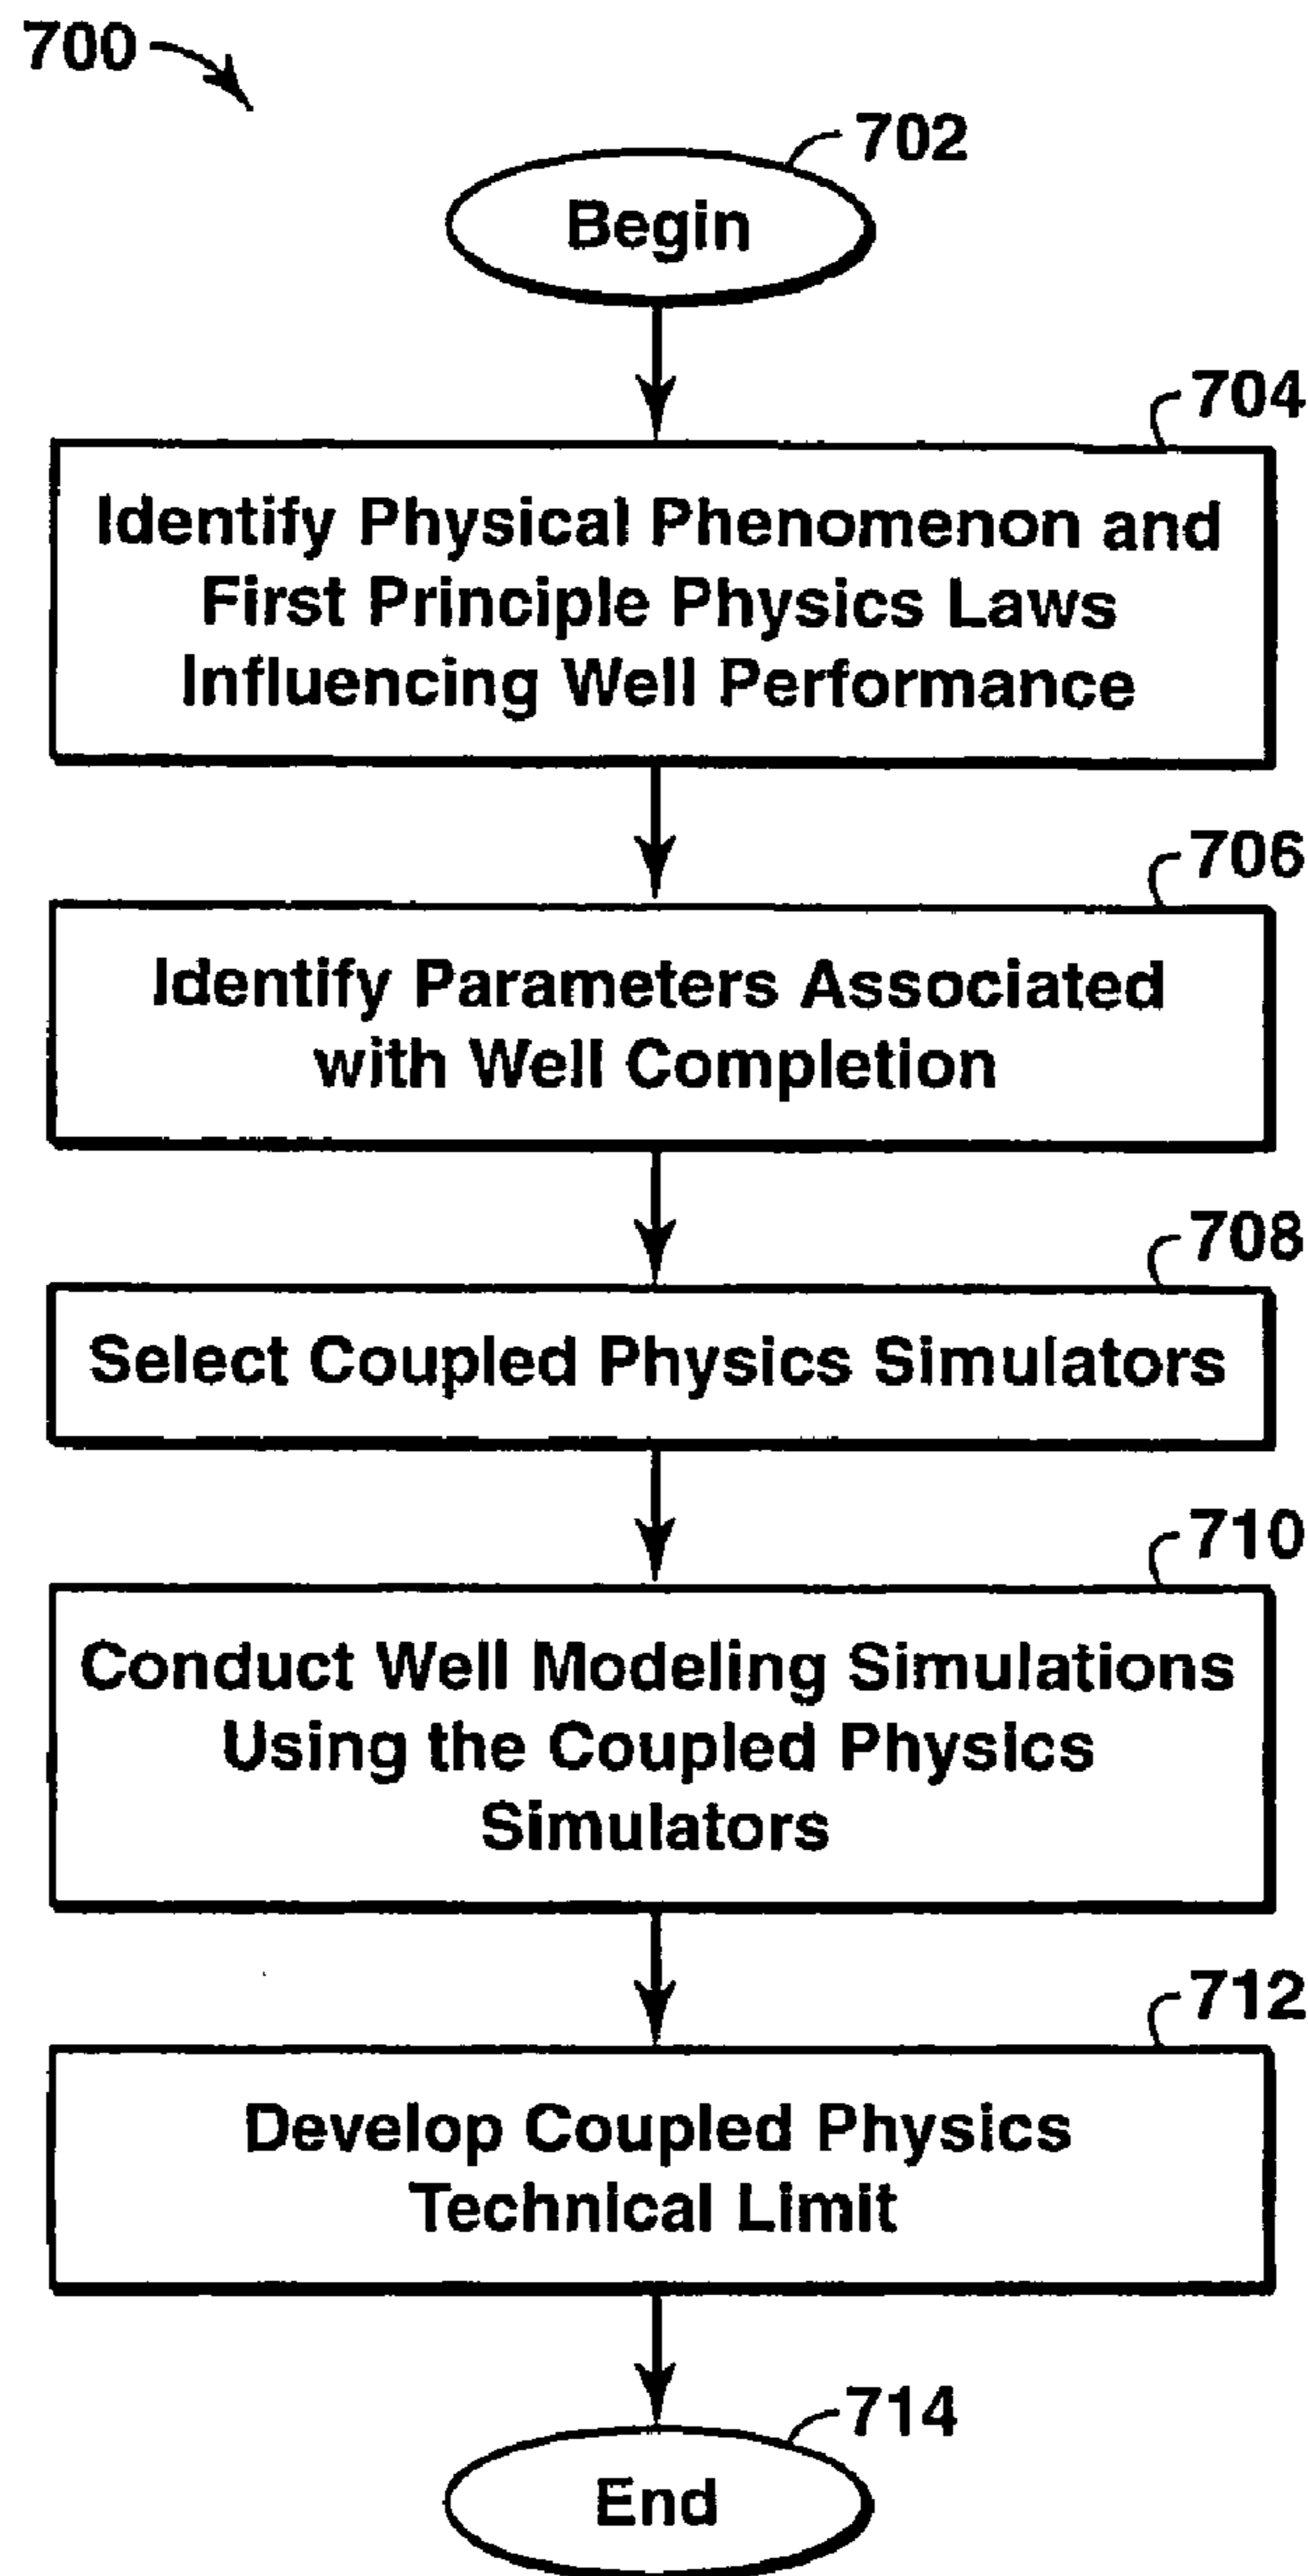 700
702
Begin
704
Identify Physical Phenomenon and
First Principle Physics Laws
Influencing Well Performance
706
Identify Parameters Associated
with Well Completion
708
Select Coupled Physics Simulators
710
Conduct Well Modeling Simulations
Using the Coupled Physics
Simulators
712
Develop Coupled Physics
Technical Limit
714
End